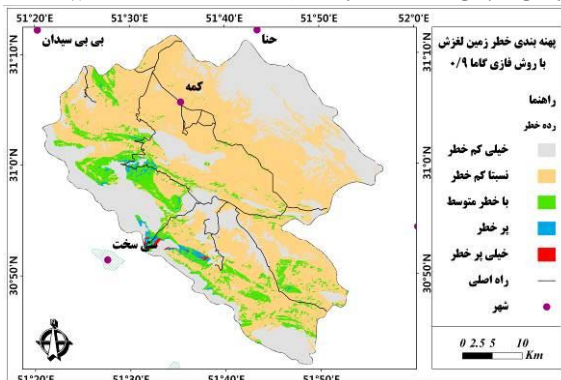 51°20'E
51°30'E
51°40'E
51°50'E
52°0'E
بی بی سیدان
حنا
31°10'N
31°10'N
پهنه بندی خطر زمین لغزش
با روش فازی گاما ۰/۹
راهنما
رده خطر
خیلی کم خطر
نسبتا کم خطر
با خطر متوسط
پر خطر
خیلی پر خطر
راه اصلی
شهر
کمه
31°0'N
31°0'N
سی سخت
30°50'N
30°50'N
51°20'E
51°30'E
51°40'E
51°50'E
0 2.5 5 10
Km